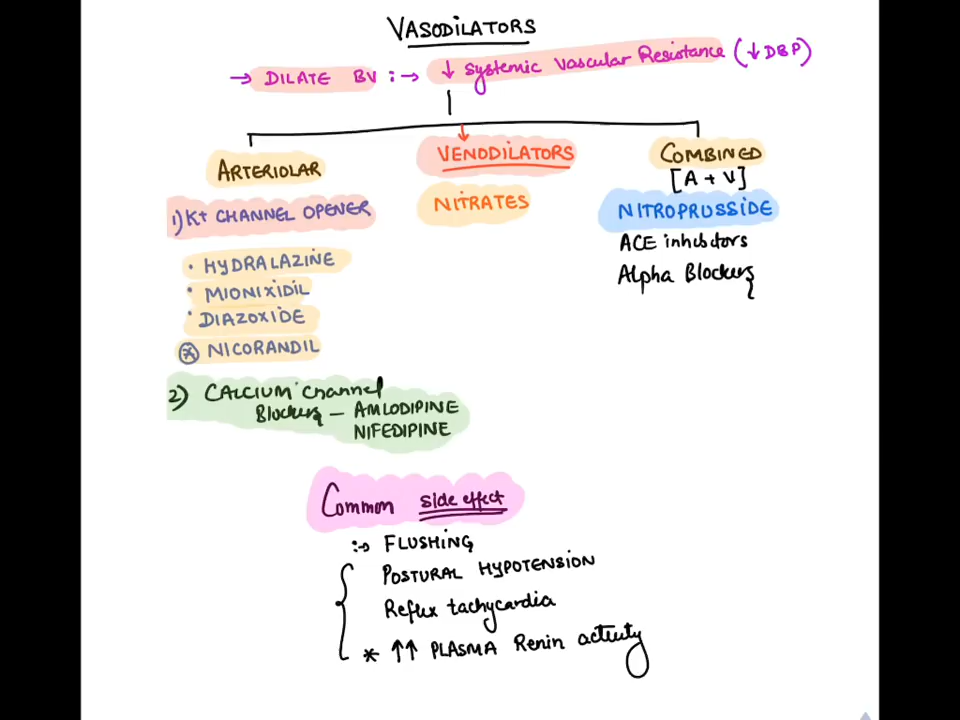 VASODILATORS
→ DILATE BV :→ ↓ Systemic Vascular Resistance (↓DBP)
ARTERIOLAR
1) K+ CHANNEL OPENER
• HYDRALAZINE
• MIONIXIDIL
• DIAZOXIDE
* NICORANDIL
2) CALCIUM Channel
Blockers – AMLODIPINE
NIFEDIPINE
VENODILATORS
NITRATES
COMBINED
[A + V]
NITROPRUSSIDE
ACE inhibitors
Alpha Blockers
Common side effect
:→ FLUSHING
POSTURAL HYPOTENSION
Reflux tachycardia
* ↑↑ PLASMA Renin activity